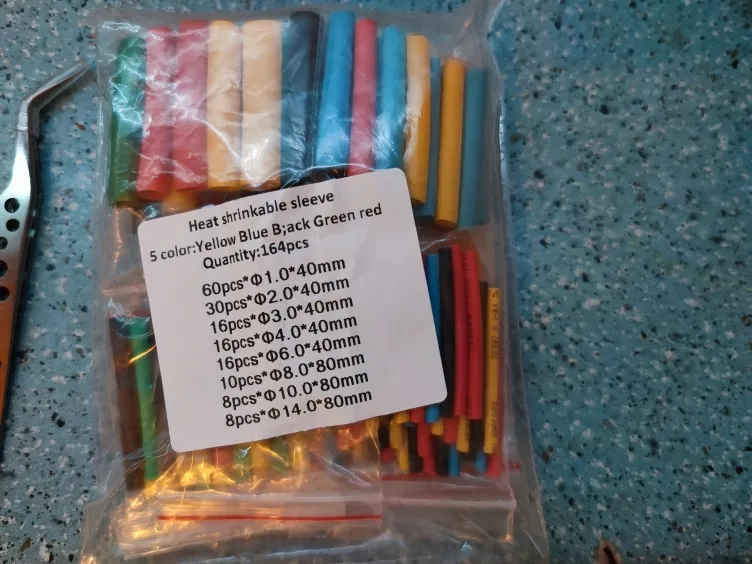 Heat shrinkable sleeve
5 color:Yellow Blue B;ack Green red
Quantity:164pcs
60pcs*Φ1.0*40mm
30pcs*Φ2.0*40mm
16pcs*Φ3.0*40mm
16pcs*Φ4.0*40mm
16pcs*Φ6.0*40mm
10pcs*Φ8.0*80mm
8pcs*Φ10.0*80mm
8pcs*Φ14.0*80mm